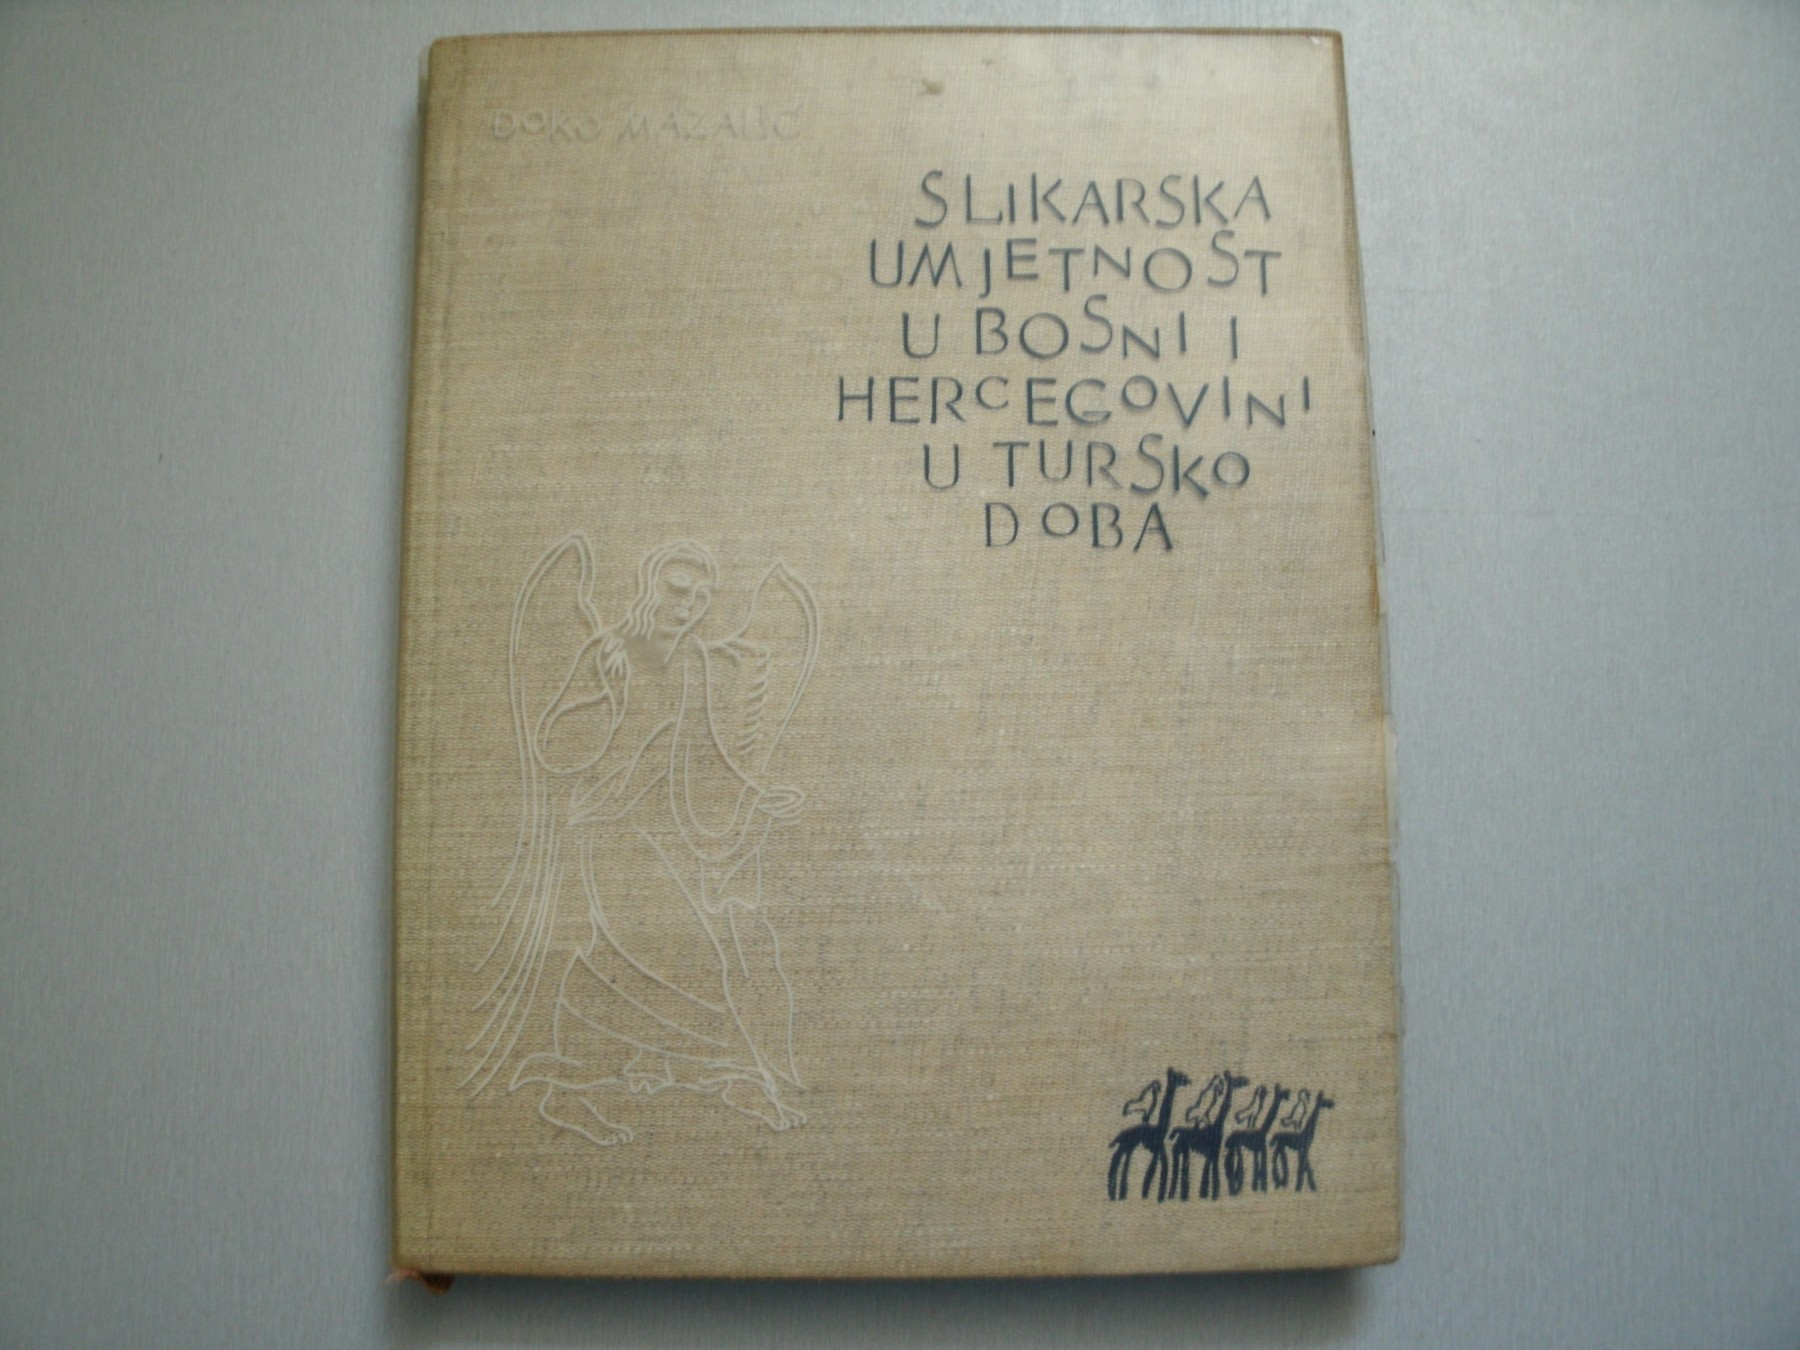 ĐOKO MAZALIĆ
SLIKARSKA
UMJETNOST
U BOSNI I
HERCEGOVINI
U TURSKO
DOBA